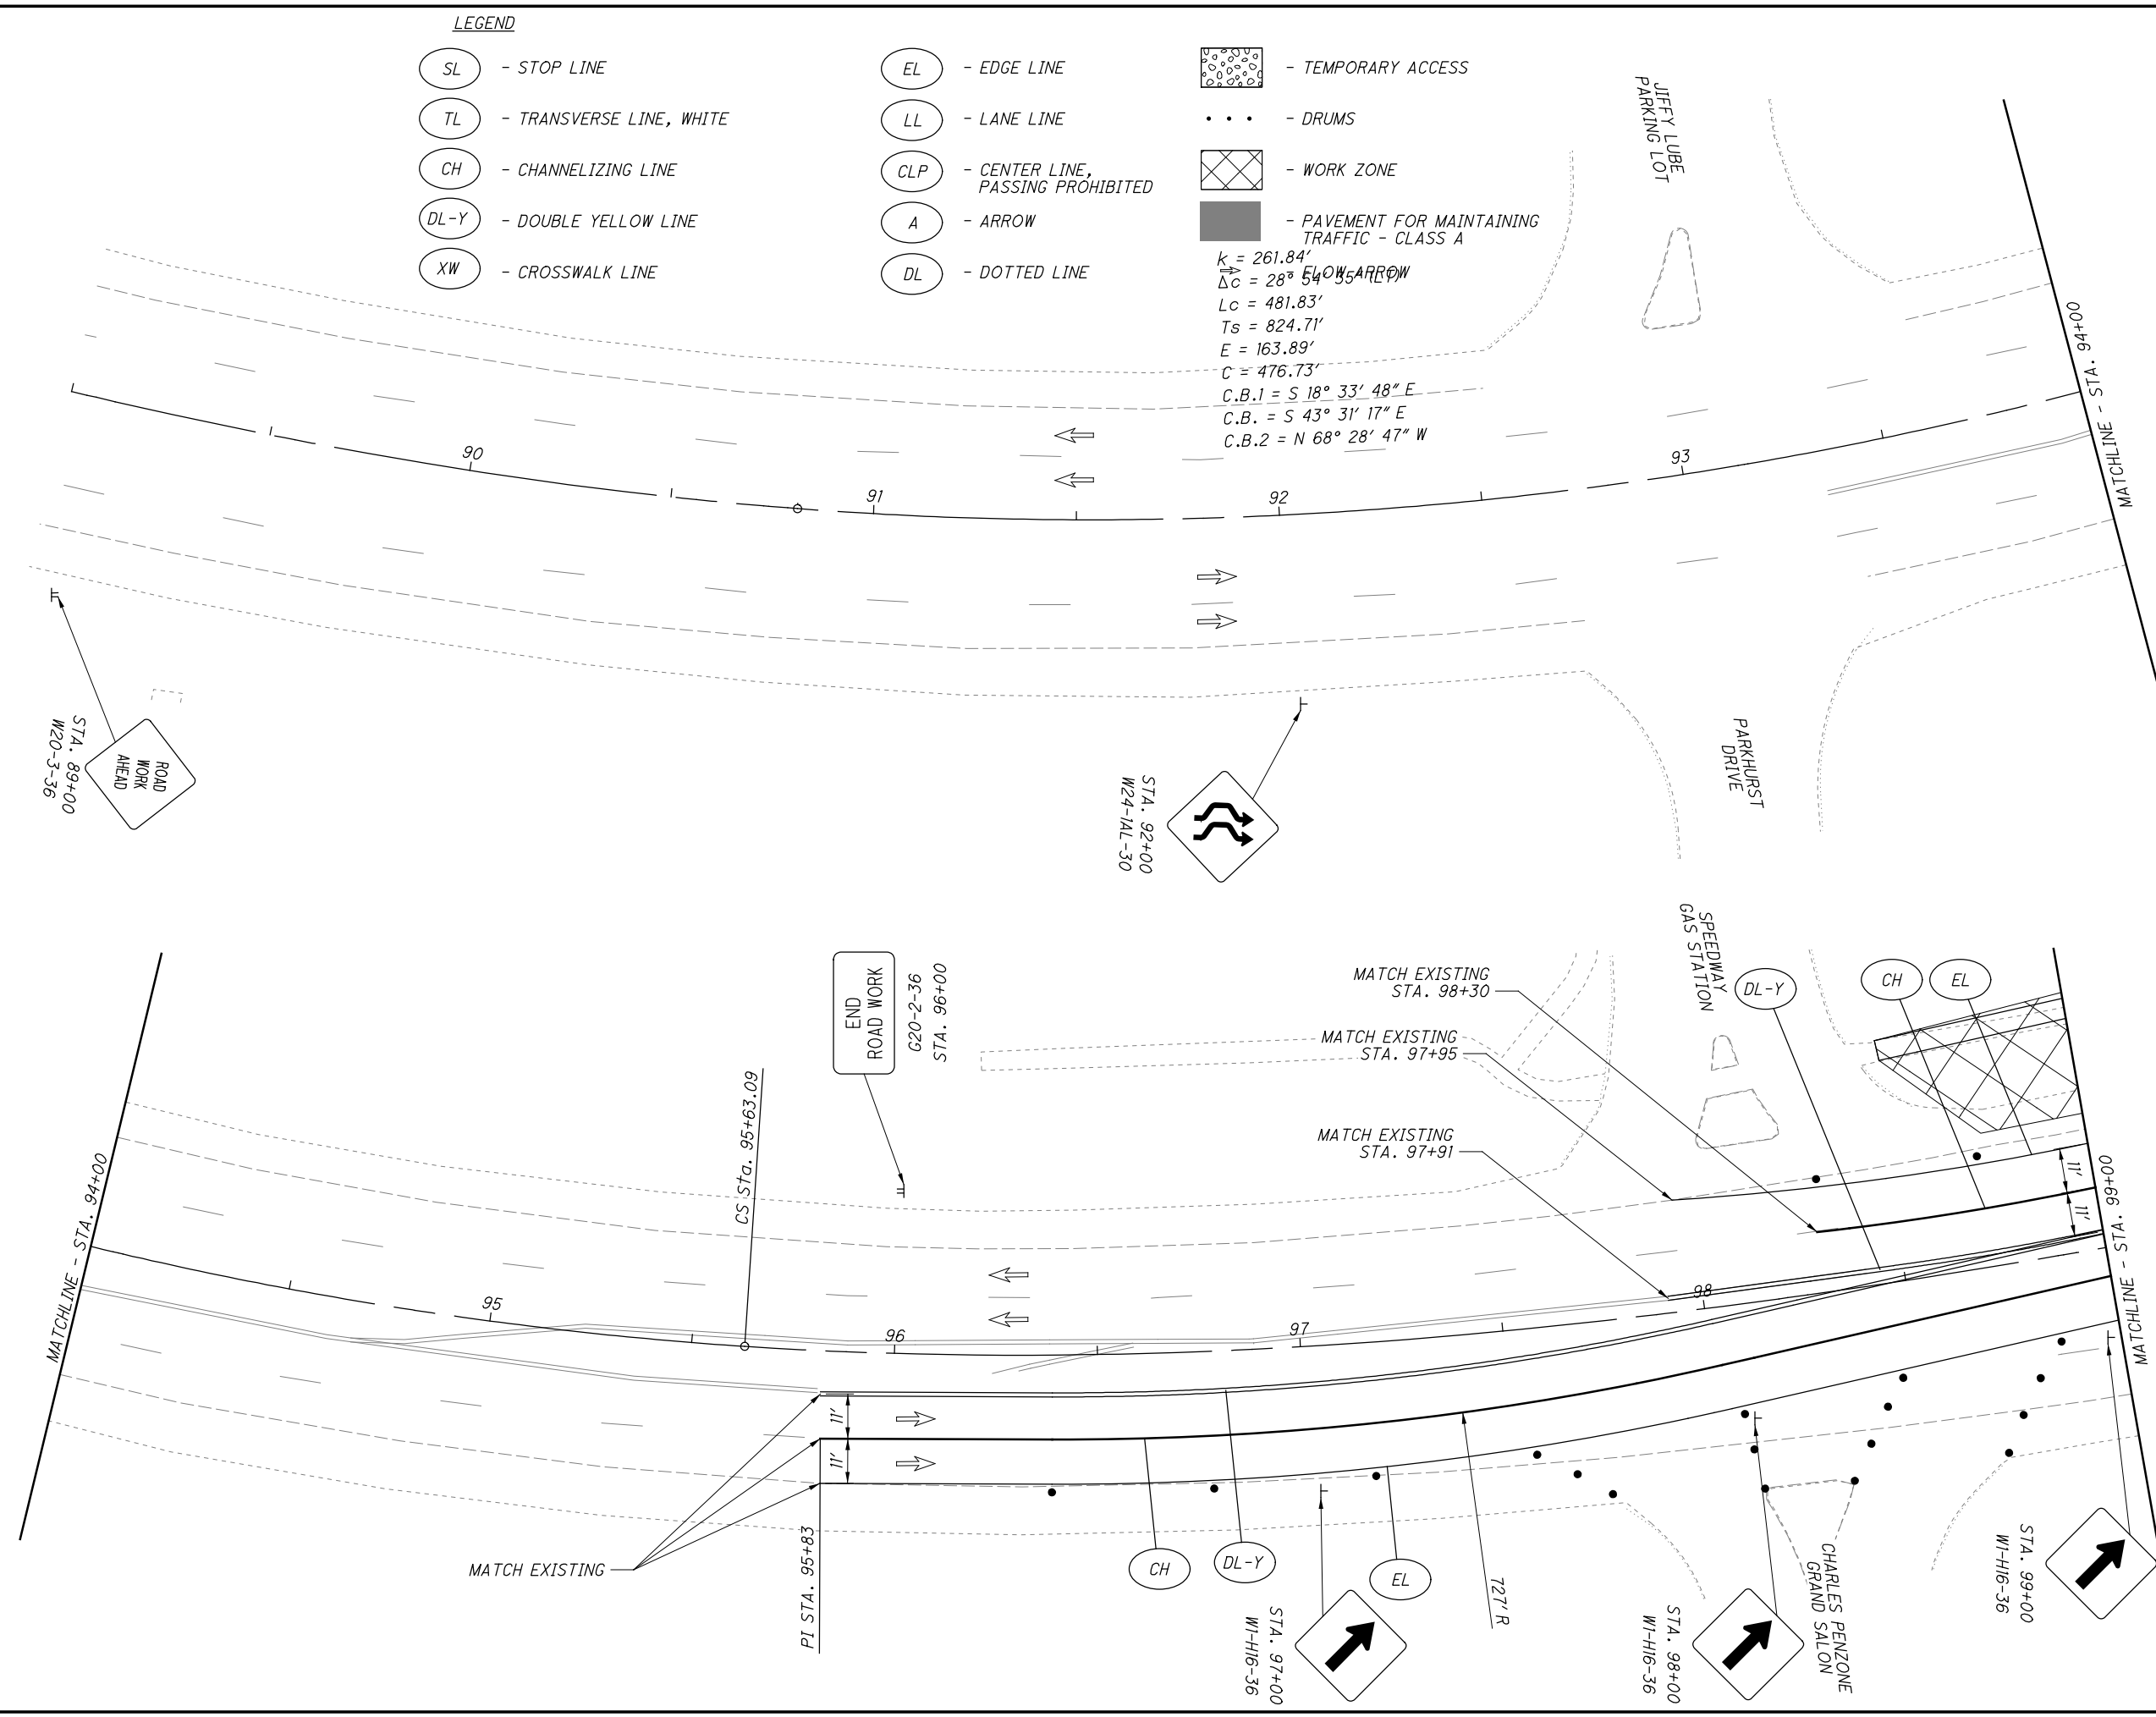 LEGEND
SL - STOP LINE
TL - TRANSVERSE LINE, WHITE
CH - CHANNELIZING LINE
DL-Y - DOUBLE YELLOW LINE
XW - CROSSWALK LINE
EL - EDGE LINE
LL - LANE LINE
CLP - CENTER LINE,
PASSING PROHIBITED
A - ARROW
DL - DOTTED LINE
- TEMPORARY ACCESS
- DRUMS
- WORK ZONE
- PAVEMENT FOR MAINTAINING
TRAFFIC - CLASS A
- FLOW ARROW
k = 261.84'
Δc = 28° 54' 55" (LT)
Lc = 481.83'
Ts = 824.71'
E = 163.89'
C = 476.73'
C.B.1 = S 18° 33' 48" E
C.B. = S 43° 31' 17" E
C.B.2 = N 68° 28' 47" W
JIFFY LUBE
PARKING LOT
MATCHLINE - STA. 94+00
90
91
92
93
ROAD
WORK
AHEAD
STA. 89+00
W20-3-36
STA. 92+00
W24-1AL-30
PARKHURST
DRIVE
MATCHLINE - STA. 94+00
END
ROAD WORK
G20-2-36
STA. 96+00
CS Sta. 95+63.09
MATCH EXISTING
STA. 98+30
MATCH EXISTING
STA. 97+95
MATCH EXISTING
STA. 97+91
SPEEDWAY
GAS STATION
DL-Y
CH
EL
11'
11'
MATCHLINE - STA. 99+00
95
96
97
98
11'
11'
MATCH EXISTING
PI STA. 95+83
CH
DL-Y
EL
727' R
STA. 97+00
W1-H16-36
STA. 98+00
W1-H16-36
CHARLES PENZONE
GRAND SALON
STA. 99+00
W1-H16-36